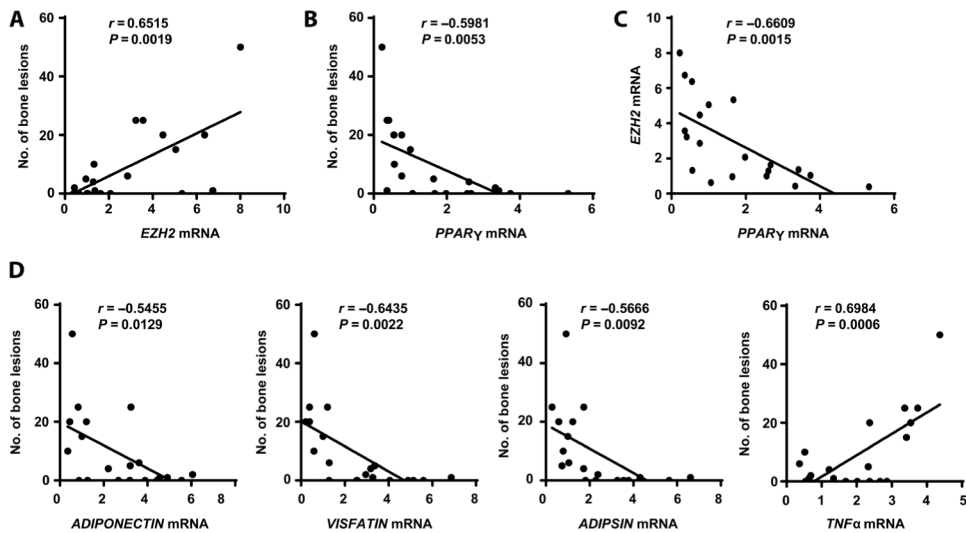 A
r = 0.6515
P = 0.0019
60
40
20
0
No. of bone lesions
0 2 4 6 8 10
EZH2 mRNA
B
r = –0.5981
P = 0.0053
60
40
20
0
No. of bone lesions
0 2 4 6
PPARγ mRNA
C
r = –0.6609
P = 0.0015
10
8
6
4
2
0
EZH2 mRNA
0 2 4 6
PPARγ mRNA
D
r = –0.5455
P = 0.0129
60
40
20
0
No. of bone lesions
0 2 4 6 8
ADIPONECTIN mRNA
r = –0.6435
P = 0.0022
60
40
20
0
No. of bone lesions
0 2 4 6 8
VISFATIN mRNA
r = –0.5666
P = 0.0092
60
40
20
0
No. of bone lesions
0 2 4 6 8
ADIPSIN mRNA
r = 0.6984
P = 0.0006
60
40
20
0
No. of bone lesions
0 1 2 3 4 5
TNFα mRNA